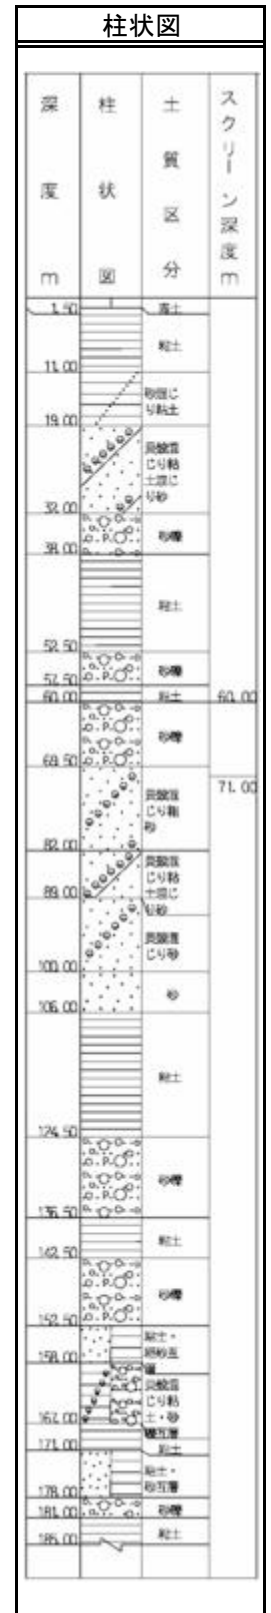 柱状図
深度m
柱状図
土質区分
スクリーン深度m
1.50
表土
粘土
11.00
砂混じ
り粘土
19.00
貝殻混
じり粘
土混じ
り砂
32.00
砂礫
38.00
粘土
52.50
砂礫
57.50
60.00
粘土
60.00
砂礫
69.50
71.00
貝殻混
じり粗
砂
82.00
貝殻混
じり粘
土混じ
り砂
89.00
貝殻混
じり砂
100.00
砂
106.00
粘土
124.50
砂礫
136.50
粘土
142.50
砂礫
152.50
粘土・
細砂互
層
158.00
貝殻混
じり粘
土・砂
礫互層
167.00
171.00
粘土
粘土・
砂互層
178.00
181.00
砂礫
粘土
185.00